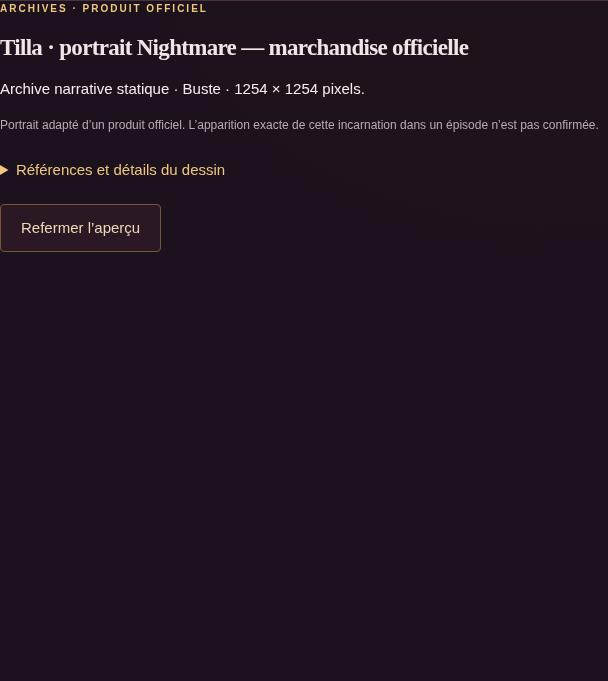 ARCHIVES · PRODUIT OFFICIEL
Tilla · portrait Nightmare — marchandise officielle
Archive narrative statique · Buste · 1254 × 1254 pixels.
Portrait adapté d’un produit officiel. L’apparition exacte de cette incarnation dans un épisode n’est pas confirmée.
Références et détails du dessin
Refermer l’aperçu